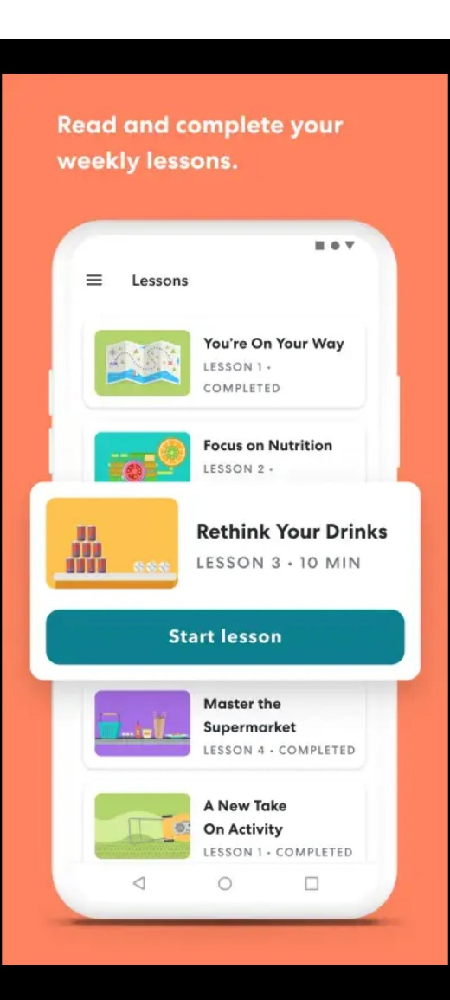 Read and complete your
weekly lessons.
Lessons
You're On Your Way
LESSON 1 •
COMPLETED
Focus on Nutrition
LESSON 2 •
Rethink Your Drinks
LESSON 3 • 10 MIN
Start lesson
Master the
Supermarket
LESSON 4 • COMPLETED
A New Take
On Activity
LESSON 1 • COMPLETED